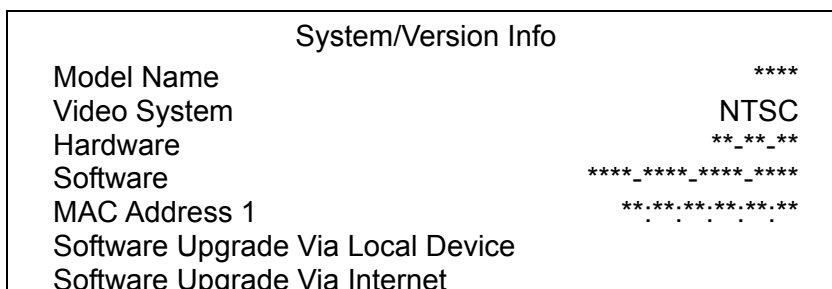 System/Version Info
Model Name ****
Video System NTSC
Hardware **-**-**
Software ****-****-****-****
MAC Address 1 **:**:**:**:**:**
Software Upgrade Via Local Device
Software Upgrade Via Internet